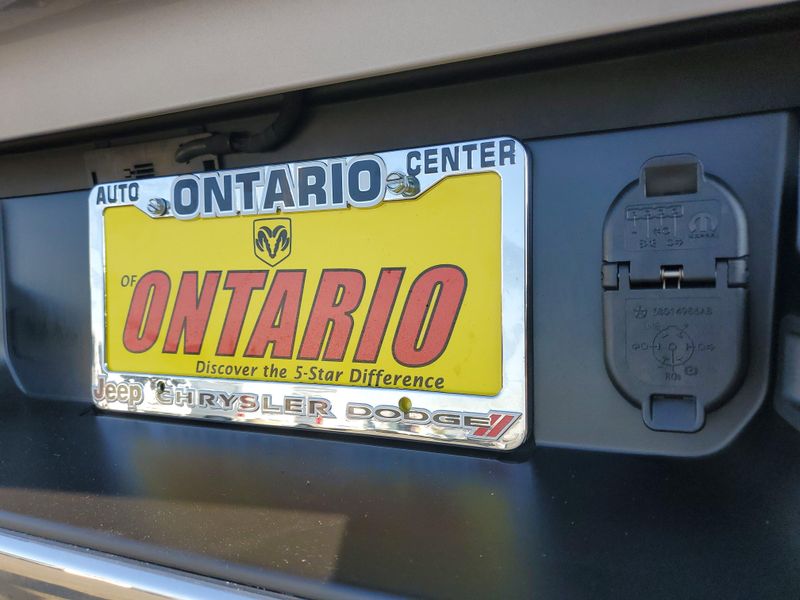 AUTO ONTARIO CENTER
OF ONTARIO
Discover the 5-Star Difference
Jeep CHRYSLER DODGE